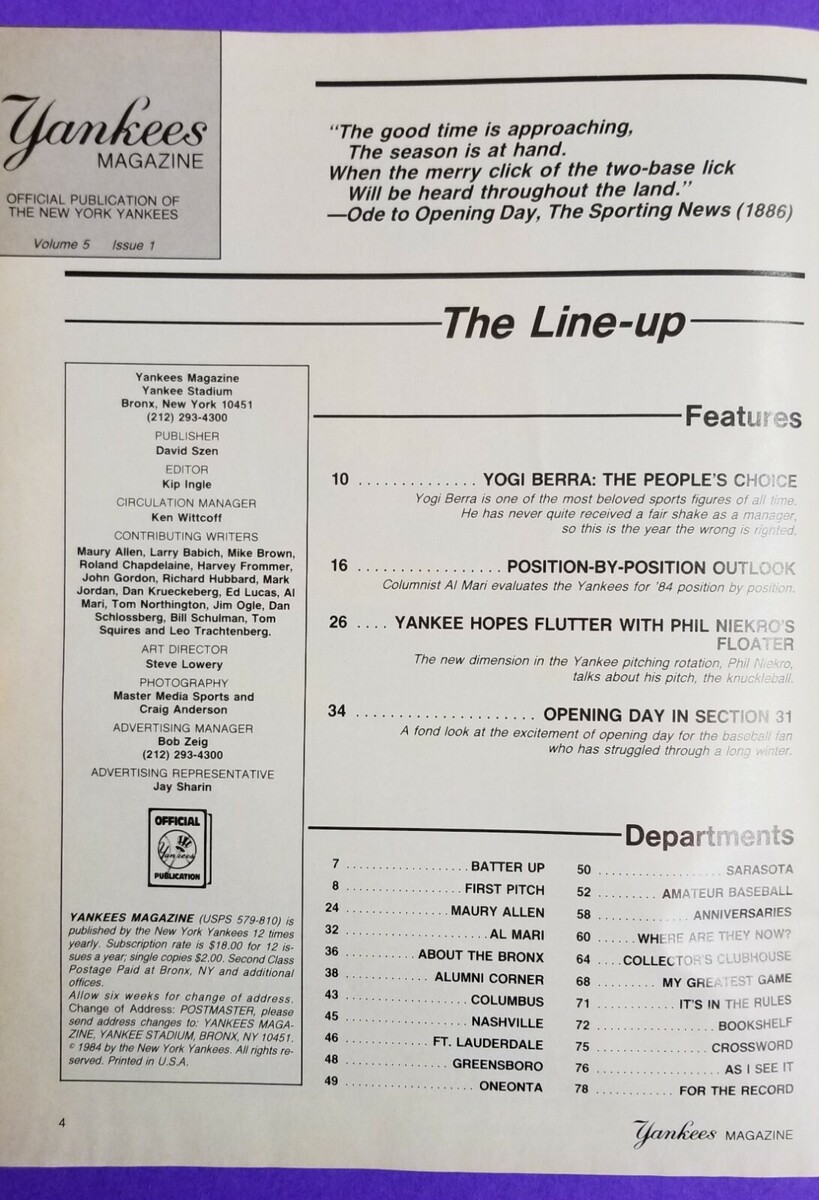 Yankees
MAGAZINE
OFFICIAL PUBLICATION OF
THE NEW YORK YANKEES
Volume 5 Issue 1
"The good time is approaching,
The season is at hand.
When the merry click of the two-base lick
Will be heard throughout the land."
—Ode to Opening Day, The Sporting News (1886)
The Line-up
Yankees Magazine
Yankee Stadium
Bronx, New York 10451
(212) 293-4300
PUBLISHER
David Szen
EDITOR
Kip Ingle
CIRCULATION MANAGER
Ken Wittcoff
CONTRIBUTING WRITERS
Maury Allen, Larry Babich, Mike Brown,
Roland Chapdelaine, Harvey Frommer,
John Gordon, Richard Hubbard, Mark
Jordan, Dan Krueckeberg, Ed Lucas, Al
Mari, Tom Northington, Jim Ogle, Dan
Schlossberg, Bill Schulman, Tom
Squires and Leo Trachtenberg.
ART DIRECTOR
Steve Lowery
PHOTOGRAPHY
Master Media Sports and
Craig Anderson
ADVERTISING MANAGER
Bob Zeig
(212) 293-4300
ADVERTISING REPRESENTATIVE
Jay Sharin
OFFICIAL
Yankees
PUBLICATION
YANKEES MAGAZINE (USPS 579-810) is
published by the New York Yankees 12 times
yearly. Subscription rate is $18.00 for 12 is-
sues a year; single copies $2.00. Second Class
Postage Paid at Bronx, NY and additional
offices.
Allow six weeks for change of address.
Change of Address: POSTMASTER, please
send address changes to: YANKEES MAGA-
ZINE, YANKEE STADIUM, BRONX, NY 10451.
© 1984 by the New York Yankees. All rights re-
served. Printed in U.S.A.
Features
10 .............. YOGI BERRA: THE PEOPLE'S CHOICE
Yogi Berra is one of the most beloved sports figures of all time.
He has never quite received a fair shake as a manager,
so this is the year the wrong is righted.
16 ................. POSITION-BY-POSITION OUTLOOK
Columnist Al Mari evaluates the Yankees for '84 position by position.
26 .... YANKEE HOPES FLUTTER WITH PHIL NIEKRO'S
FLOATER
The new dimension in the Yankee pitching rotation, Phil Niekro,
talks about his pitch, the knuckleball.
34 ..................... OPENING DAY IN SECTION 31
A fond look at the excitement of opening day for the baseball fan
who has struggled through a long winter.
Departments
7 ................... BATTER UP
8 ................... FIRST PITCH
24 ................ MAURY ALLEN
32 ...................... AL MARI
36 ............ ABOUT THE BRONX
38 .............. ALUMNI CORNER
43 .................... COLUMBUS
45 .................... NASHVILLE
46 .............. FT. LAUDERDALE
48 ................. GREENSBORO
49 ..................... ONEONTA
50 .................... SARASOTA
52 .......... AMATEUR BASEBALL
58 ............... ANNIVERSARIES
60 ...... WHERE ARE THEY NOW?
64 .... COLLECTOR'S CLUBHOUSE
68 .......... MY GREATEST GAME
71 ............. IT'S IN THE RULES
72 ................... BOOKSHELF
75 .................. CROSSWORD
76 .................... AS I SEE IT
78 ............. FOR THE RECORD
4
Yankees MAGAZINE